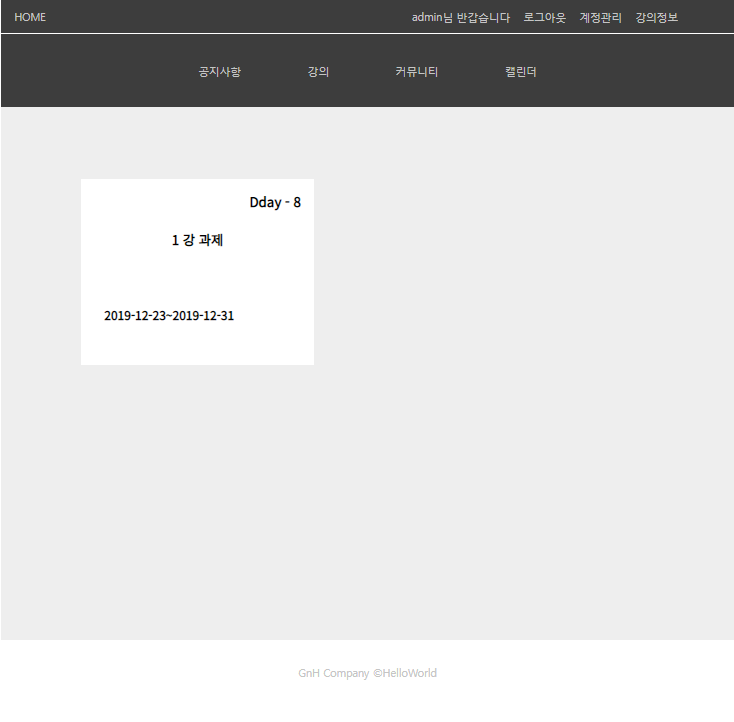 HOME admin님 반갑습니다 로그아웃 계정관리 강의정보
공지사항 강의 커뮤니티 캘린더
Dday - 8
1 강 과제
2019-12-23~2019-12-31
GnH Company ©HelloWorld